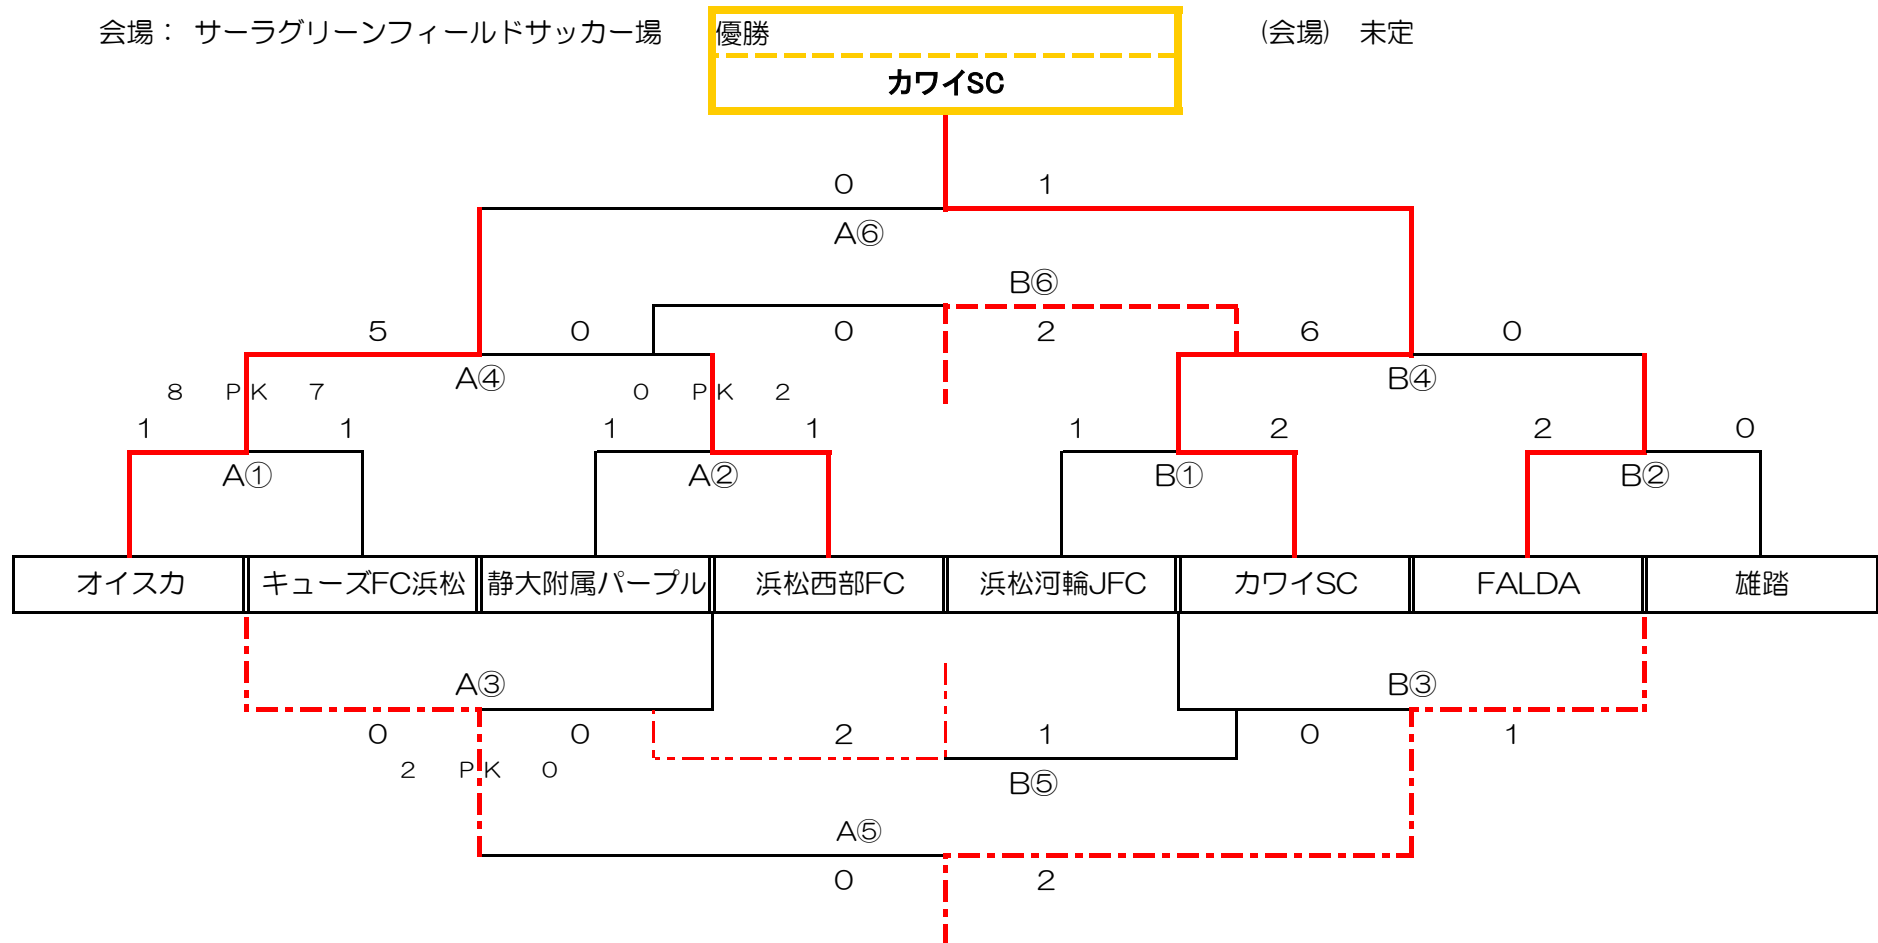 会場： サーラグリーンフィールドサッカー場 優勝 (会場) 未定
カワイSC
0 1
A⑥
B⑥
5 0 0 2 6 0
A④ B④
8 PK 7 0 PK 2
1 1 1 1 1 2 2 0
A① A② B① B②
オイスカ キューズFC浜松 静大附属パープル 浜松西部FC 浜松河輪JFC カワイSC FALDA 雄踏
A③ B③
0 0 2 1 0 1
2 PK 0
B⑤
A⑤
0 2